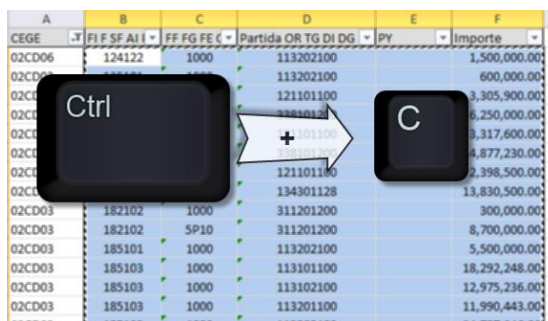 A B C D E F
CEGE FI F SF AI FF FG FE Partida OR TG DI DG PY Importe
02CD06 124122 1000 113202100 1,500,000.00
1000 113202100 600,000.00
121101100 3,305,900.00
Ctrl + C
6,250,000.00
3,317,600.00
4,877,230.00
121101100 2,398,500.00
134301128 13,830,500.00
02CD03 182102 1000 311201200 300,000.00
02CD03 182102 5P10 311201200 8,700,000.00
02CD03 185101 1000 113202100 5,500,000.00
02CD03 185103 1000 113101100 18,292,248.00
02CD03 185103 1000 113102100 12,975,236.00
02CD03 185103 1000 113201100 11,990,443.00